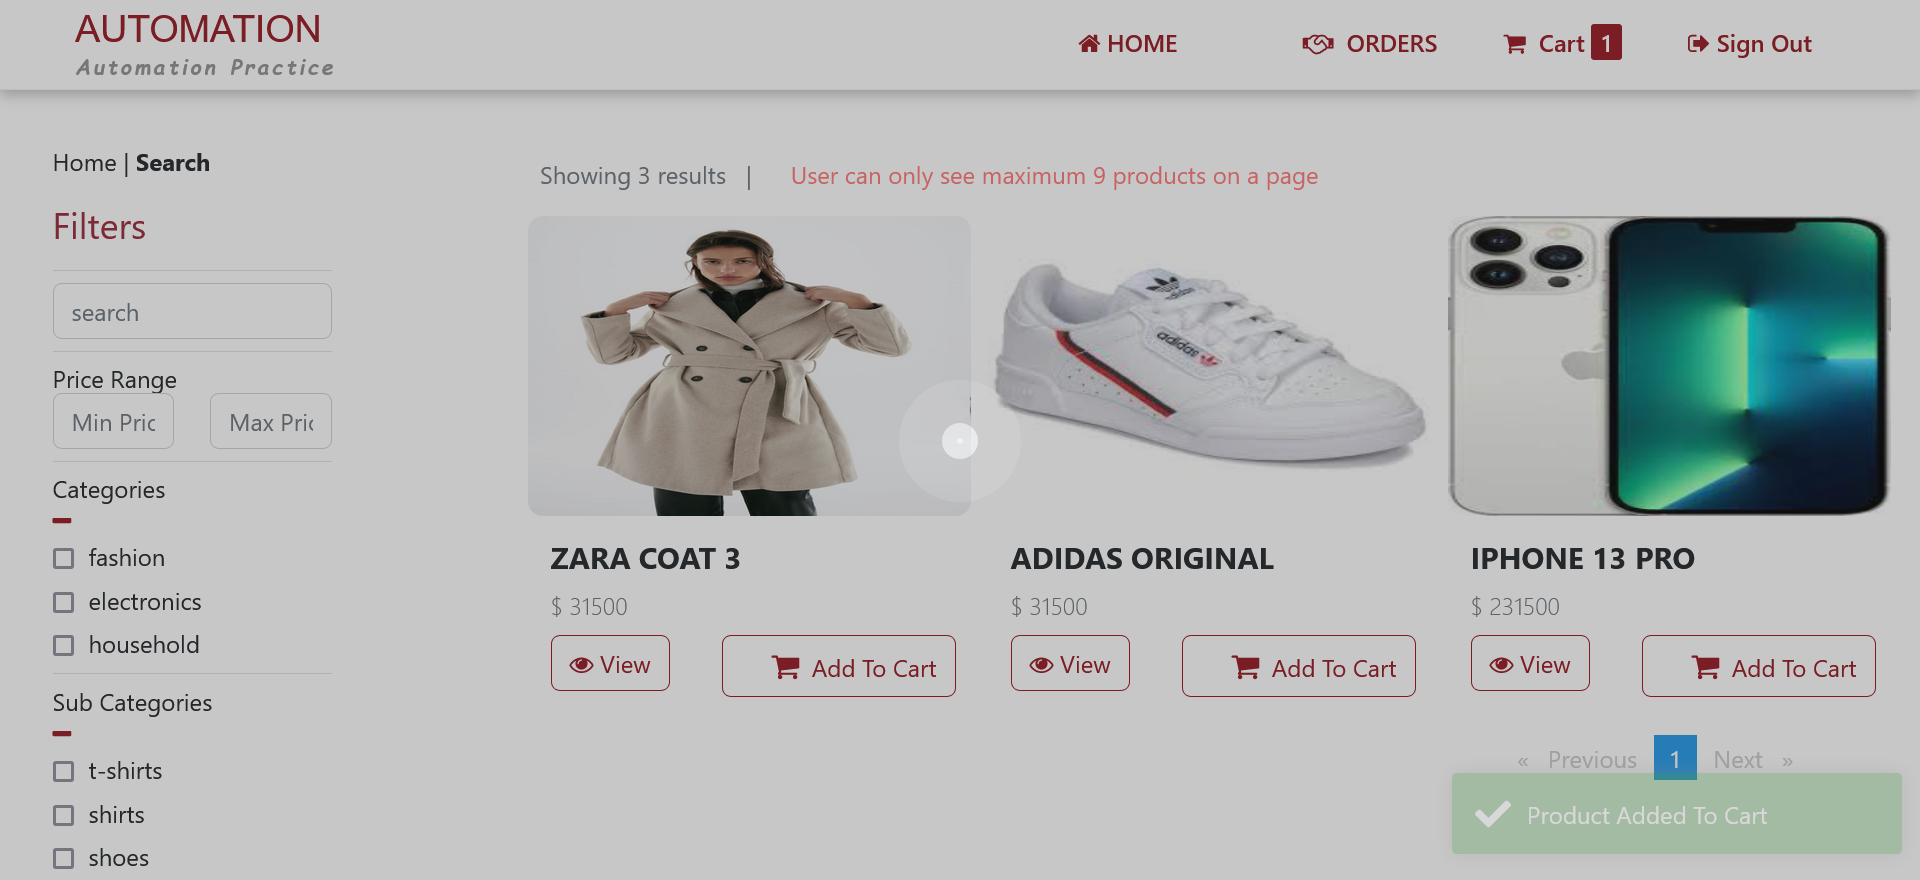 AUTOMATION
Automation Practice
HOME
ORDERS
Cart 1
Sign Out
Home | Search
Filters
search
Price Range
Min Pric
Max Pric
Categories
fashion
electronics
household
Sub Categories
t-shirts
shirts
shoes
Showing 3 results |
User can only see maximum 9 products on a page
adidas
ZARA COAT 3
$ 31500
View
Add To Cart
ADIDAS ORIGINAL
$ 31500
View
Add To Cart
IPHONE 13 PRO
$ 231500
View
Add To Cart
« Previous 1 Next »
Product Added To Cart